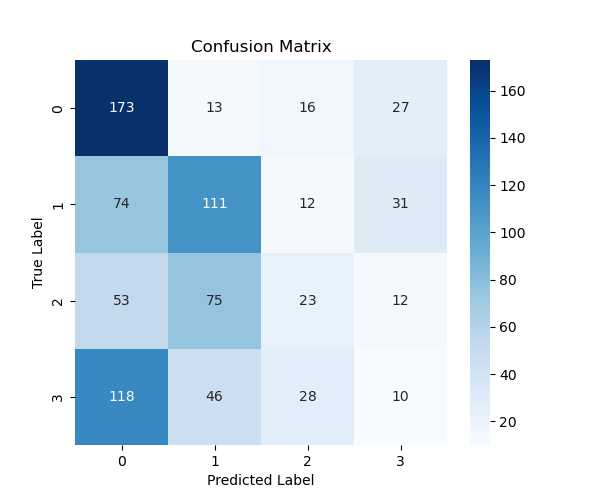 Confusion Matrix
0 173 13 16 27
1 74 111 12 31
2 53 75 23 12
3 118 46 28 10
0 1 2 3
True Label
Predicted Label
160
140
120
100
80
60
40
20